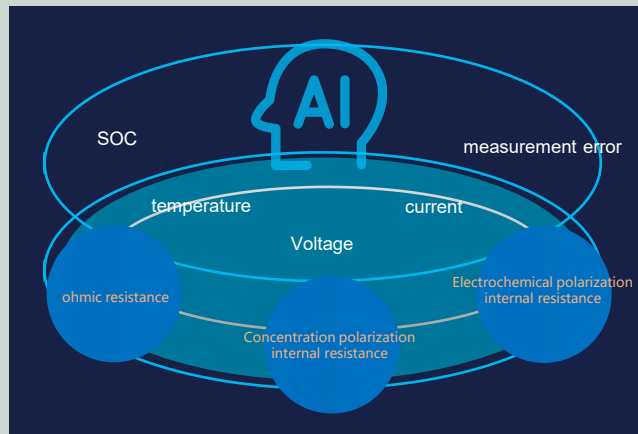 AI
SOC
measurement error
temperature
current
Voltage
ohmic resistance
Electrochemical polarization
internal resistance
Concentration polarization
internal resistance